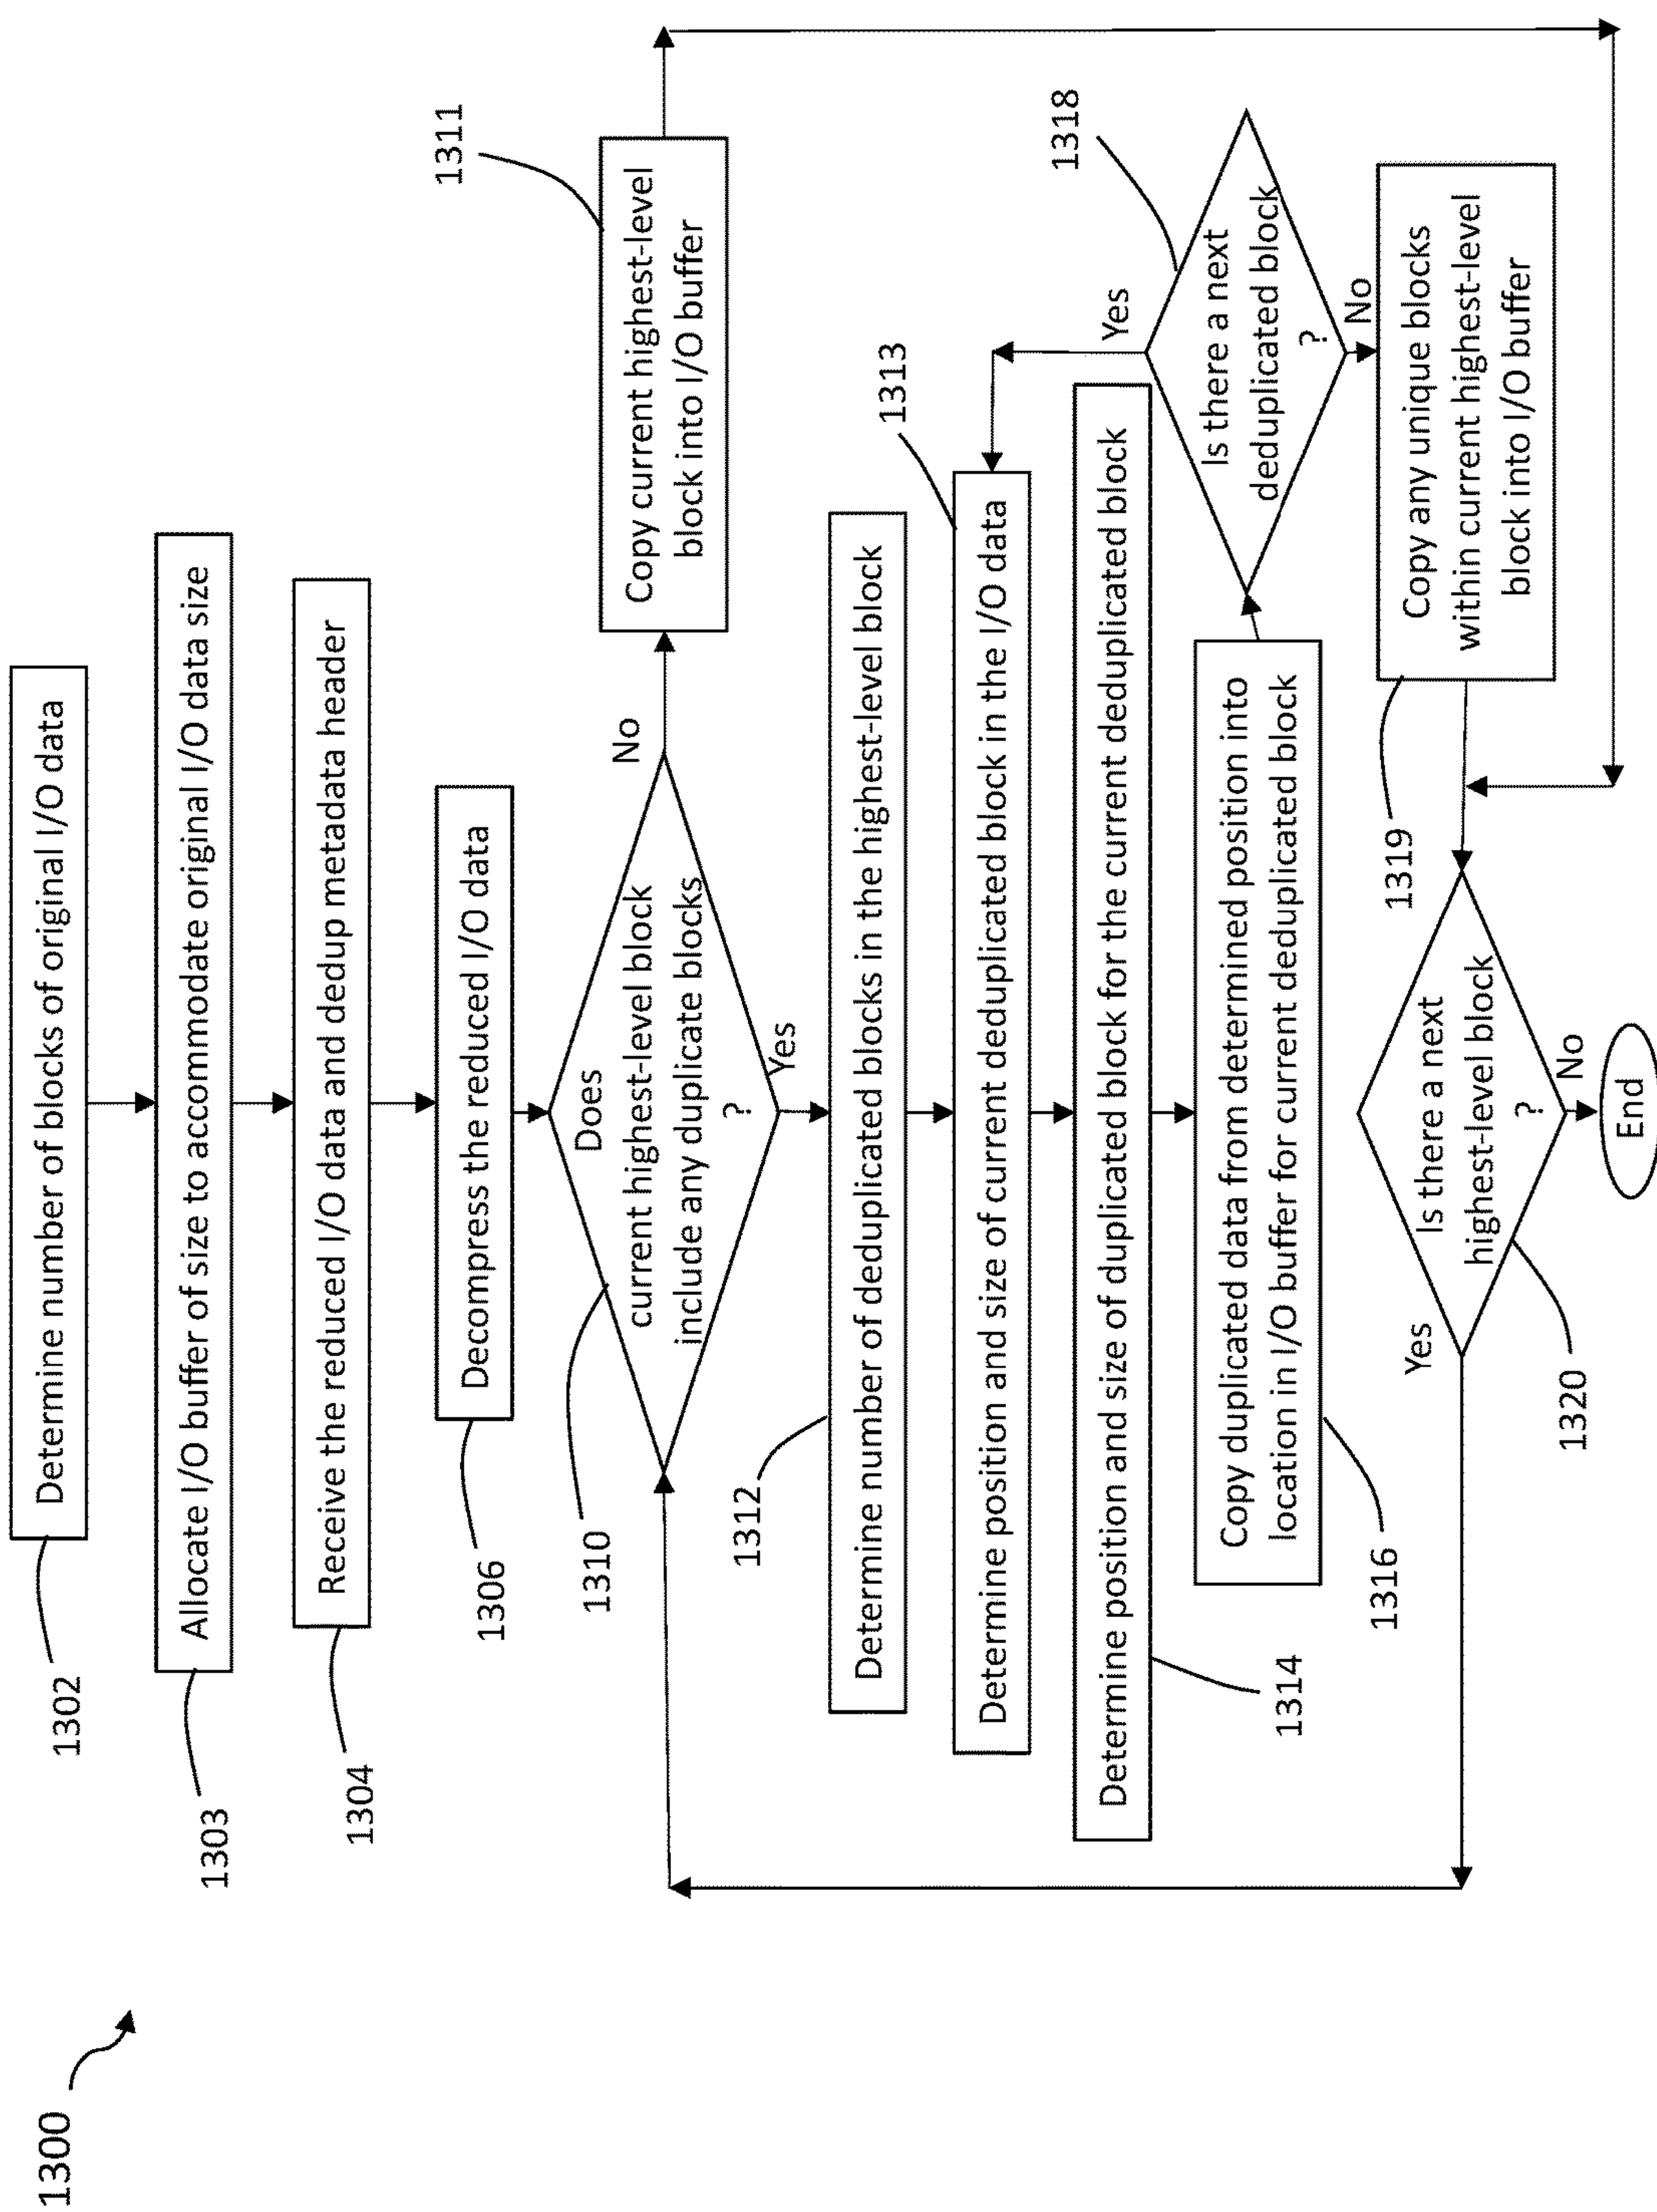 1300
1302
Determine number of blocks of original I/O data
1303
Allocate I/O buffer of size to accommodate original I/O data size
1304
Receive the reduced I/O data and dedup metadata header
1306
Decompress the reduced I/O data
1310
Does
current highest-level block
include any duplicate blocks
?
No
Yes
1311
Copy current highest-level
block into I/O buffer
1312
Determine number of deduplicated blocks in the highest-level block
1313
Determine position and size of current deduplicated block in the I/O data
1314
Determine position and size of duplicated block for the current deduplicated block
1316
Copy duplicated data from determined position into
location in I/O buffer for current deduplicated block
1318
Is there a next
deduplicated block
?
Yes
No
1319
Copy any unique blocks
within current highest-level
block into I/O buffer
1320
Is there a next
highest-level block
?
Yes
No
End